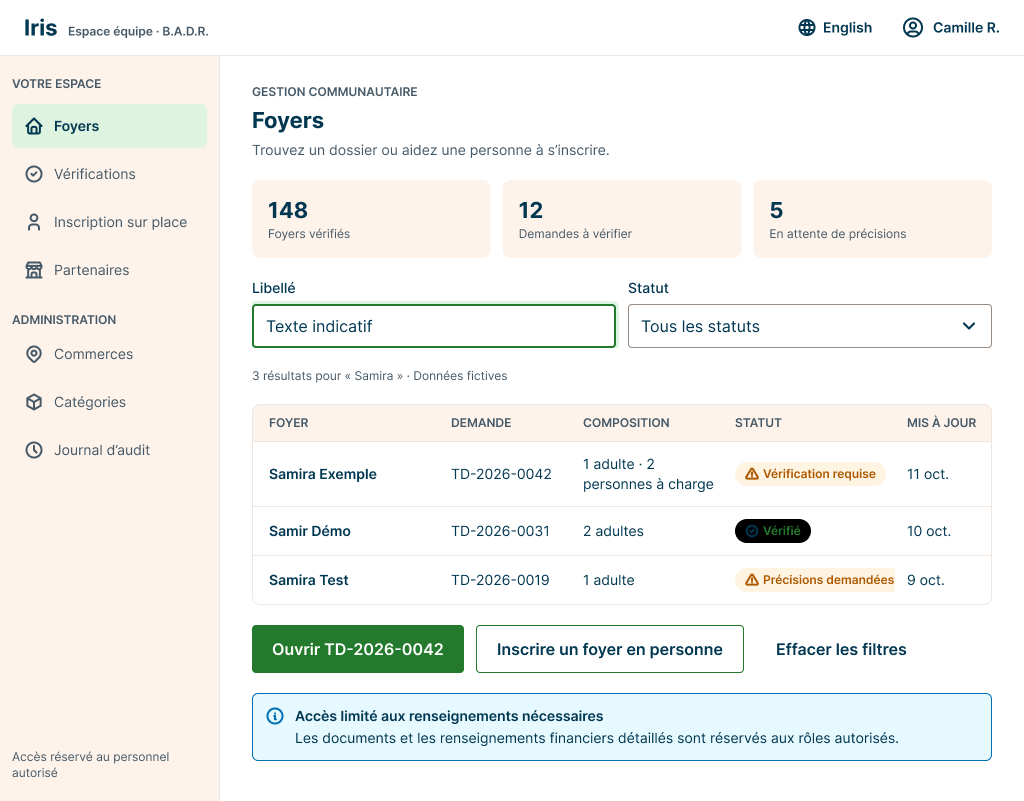 Iris Espace équipe · B.A.D.R.
English
Camille R.
VOTRE ESPACE
Foyers
Vérifications
Inscription sur place
Partenaires
ADMINISTRATION
Commerces
Catégories
Journal d’audit
Accès réservé au personnel
autorisé
GESTION COMMUNAUTAIRE
Foyers
Trouvez un dossier ou aidez une personne à s’inscrire.
148
Foyers vérifiés
12
Demandes à vérifier
5
En attente de précisions
Libellé
Texte indicatif
Statut
Tous les statuts
3 résultats pour « Samira » · Données fictives
FOYER DEMANDE COMPOSITION STATUT MIS À JOUR
Samira Exemple TD-2026-0042 1 adulte · 2
personnes à charge Vérification requise 11 oct.
Samir Démo TD-2026-0031 2 adultes Vérifié 10 oct.
Samira Test TD-2026-0019 1 adulte Précisions demandées 9 oct.
Ouvrir TD-2026-0042
Inscrire un foyer en personne
Effacer les filtres
Accès limité aux renseignements nécessaires
Les documents et les renseignements financiers détaillés sont réservés aux rôles autorisés.